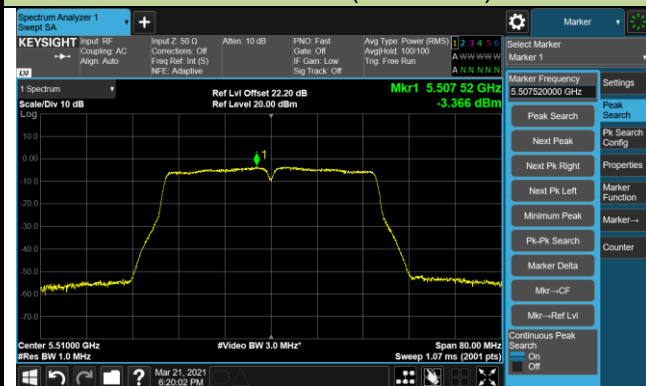 Spectrum Analyzer 1
Swept SA
Marker
KEYSIGHT
Input: RF
Coupling: AC
Align: Auto
Input Z: 50 Ω
Corrections: Off
Freq Ref: Int (S)
NFE: Adaptive
Atten: 10 dB
PNO: Fast
Gate: Off
IF Gain: Low
Sig Track: Off
Avg Type: Power (RMS)
Avg|Hold: 100/100
Trig: Free Run
1 2 3 4 5 6
A W W W W W
A N N N N N
Select Marker
Marker 1
LXI
1 Spectrum
Scale/Div 10 dB
Log
Ref Lvl Offset 22.20 dB
Ref Level 20.00 dBm
Mkr1 5.507 52 GHz
-3.366 dBm
Marker Frequency
5.507520000 GHz
Settings
Peak Search
Peak Search
Next Peak
Pk Search Config
Next Pk Right
Properties
Next Pk Left
Marker Function
Minimum Peak
Marker→
Pk-Pk Search
Counter
Marker Delta
Mkr→CF
Mkr→Ref Lvl
Continuous Peak Search
On
Off
10.0
0.00
1
-10.0
-20.0
-30.0
-40.0
-50.0
-60.0
-70.0
Center 5.51000 GHz
#Res BW 1.0 MHz
#Video BW 3.0 MHz*
Span 80.00 MHz
Sweep 1.07 ms (2001 pts)
?
Mar 21, 2021
6:20:02 PM